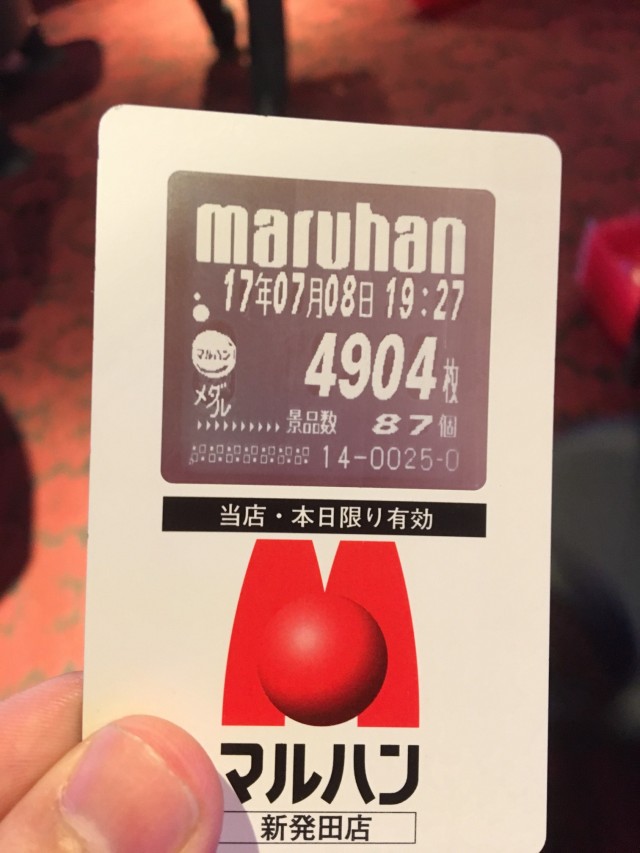 maruhan
17年07月08日 19:27
マルハン
4904枚
メダル
景品数 87個
14-0025-0
当店・本日限り有効
マルハン
新発田店